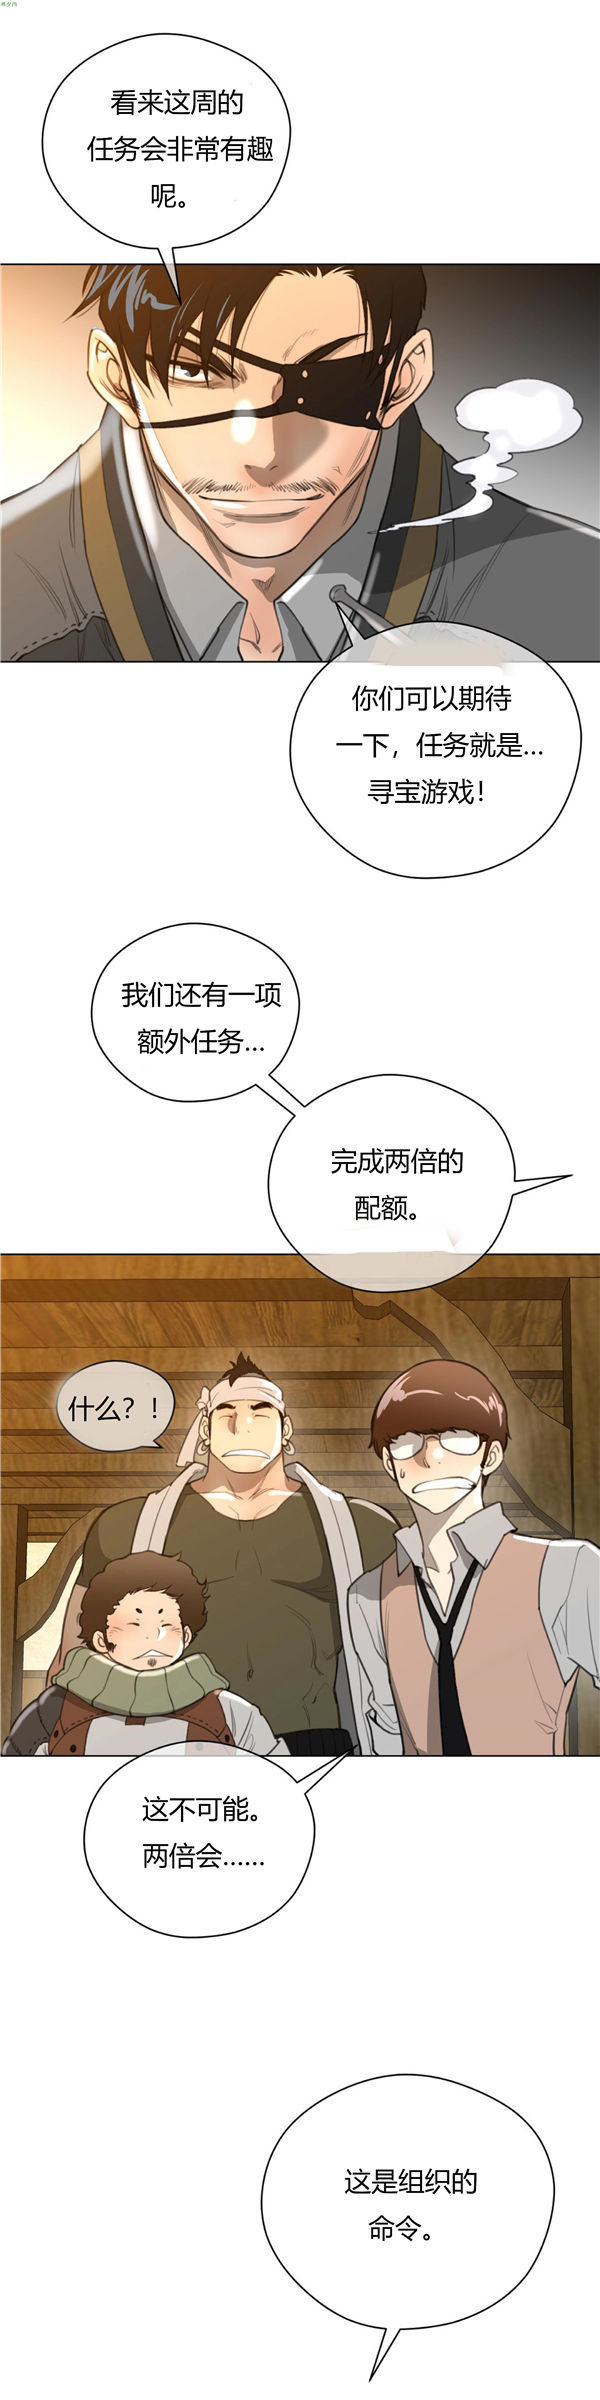 看来这周的
任务会非常有趣
呢。
你们可以期待
一下，任务就是...
寻宝游戏！
我们还有一项
额外任务...
完成两倍的
配额。
什么？！
这不可能。
两倍会......
这是组织的
命令。